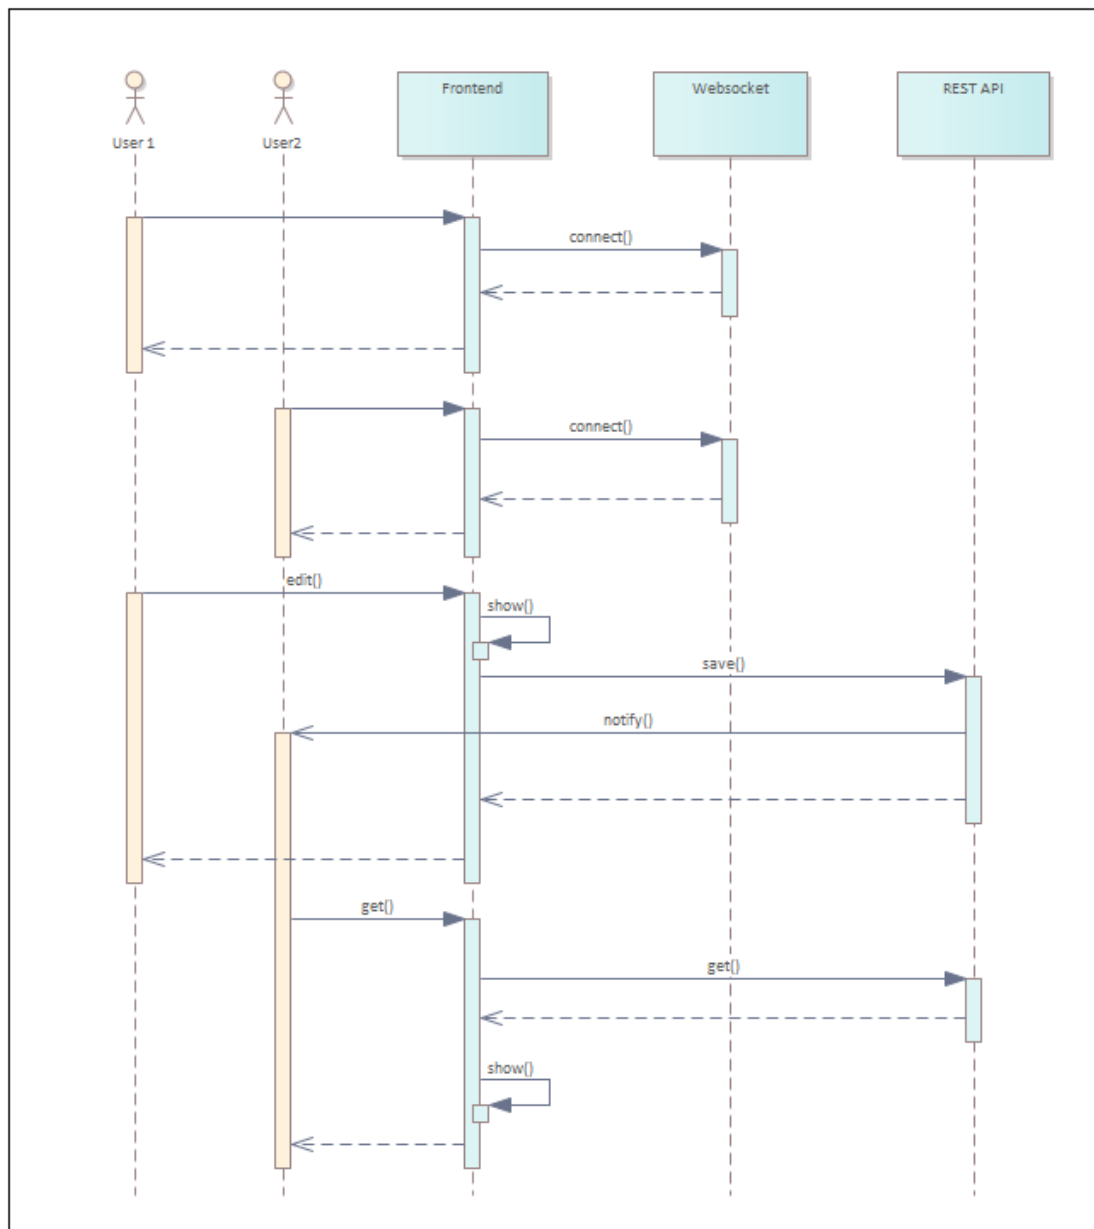 User 1
User2
Frontend
Websocket
REST API
connect()
connect()
edit()
show()
save()
notify()
get()
get()
show()